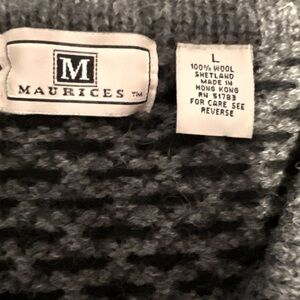 M
MAURICES TM
L
100% WOOL
SHETLAND
MADE IN
HONG KONG
RN 51783
FOR CARE SEE
REVERSE